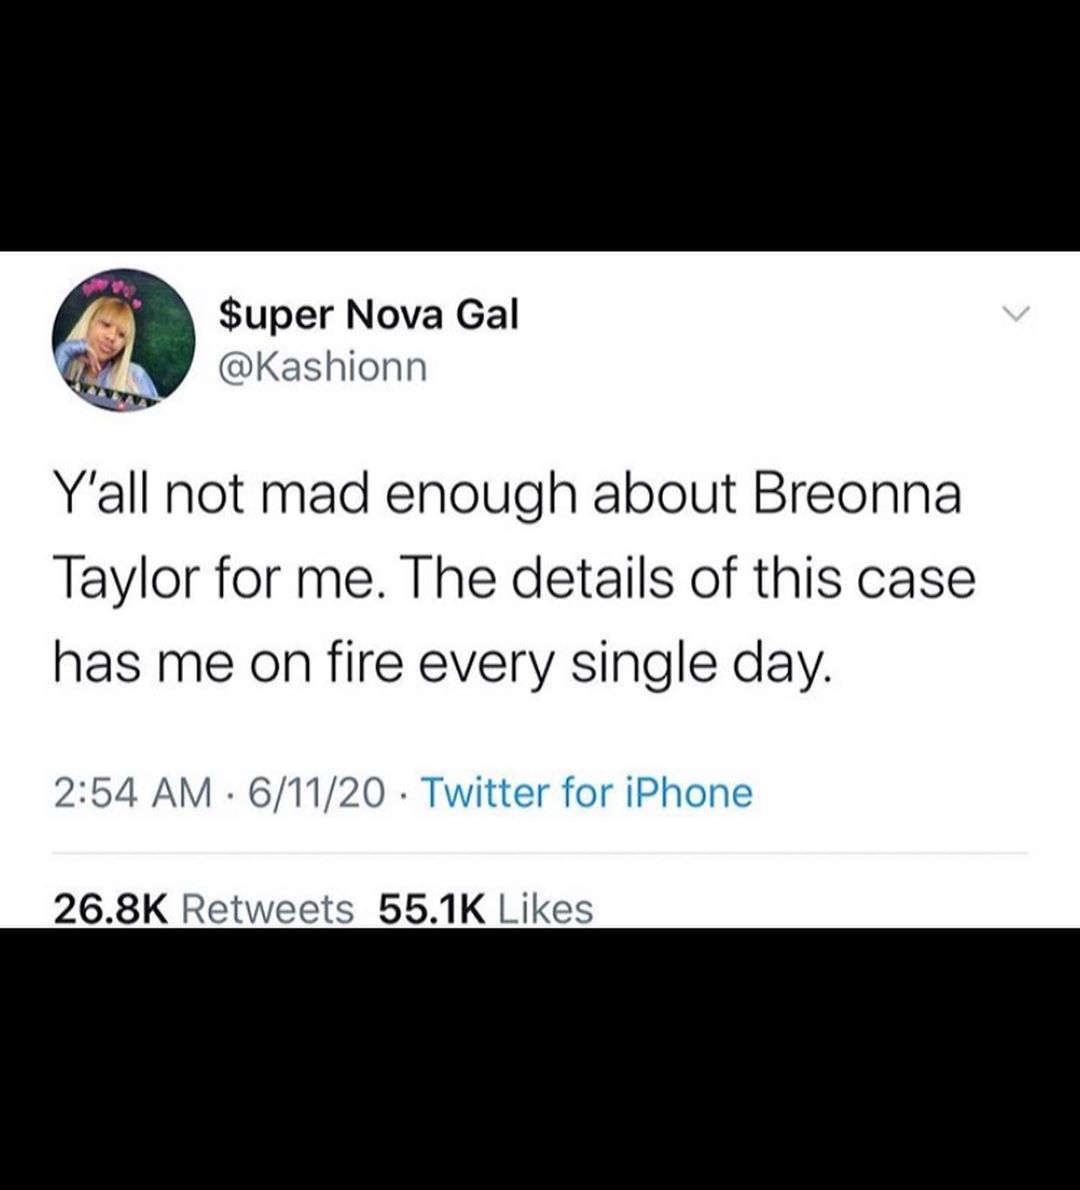 $uper Nova Gal
@Kashionn
Y'all not mad enough about Breonna
Taylor for me. The details of this case
has me on fire every single day.
2:54 AM · 6/11/20 · Twitter for iPhone
26.8K Retweets 55.1K Likes